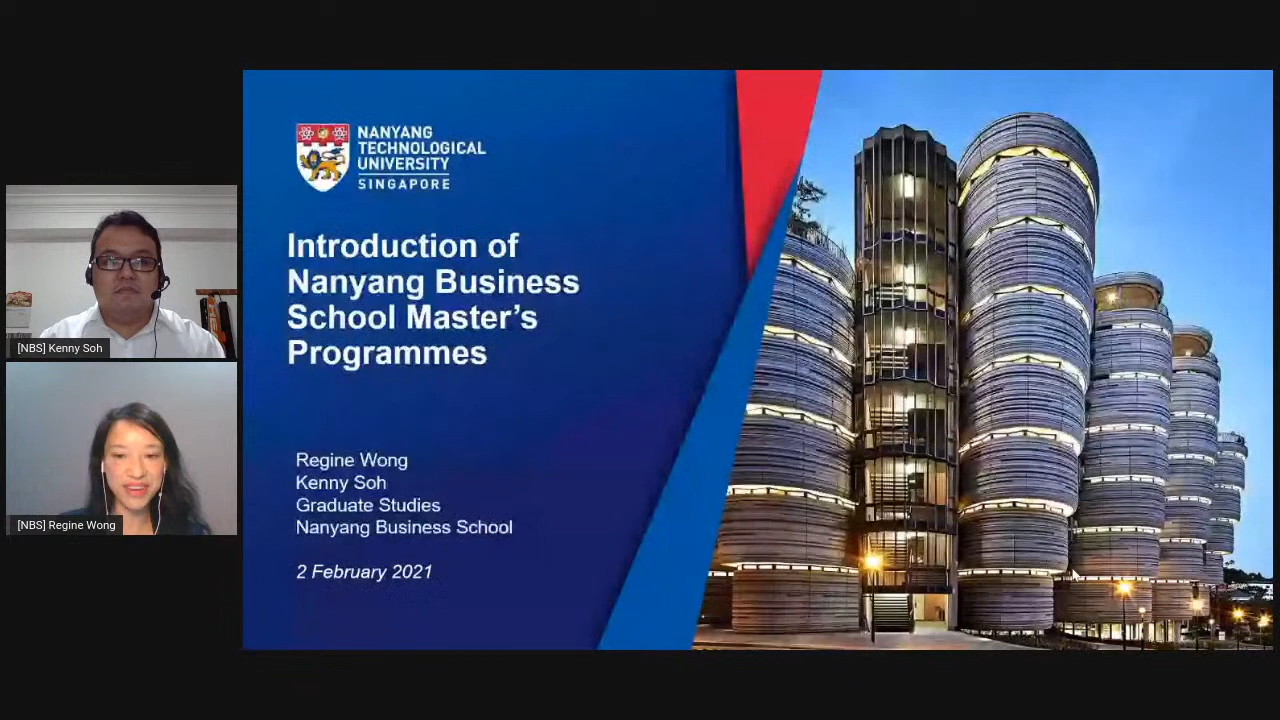 NANYANG
TECHNOLOGICAL
UNIVERSITY
SINGAPORE
Introduction of
Nanyang Business
School Master's
Programmes
Regine Wong
Kenny Soh
Graduate Studies
Nanyang Business School
2 February 2021
[NBS] Kenny Soh
[NBS] Regine Wong